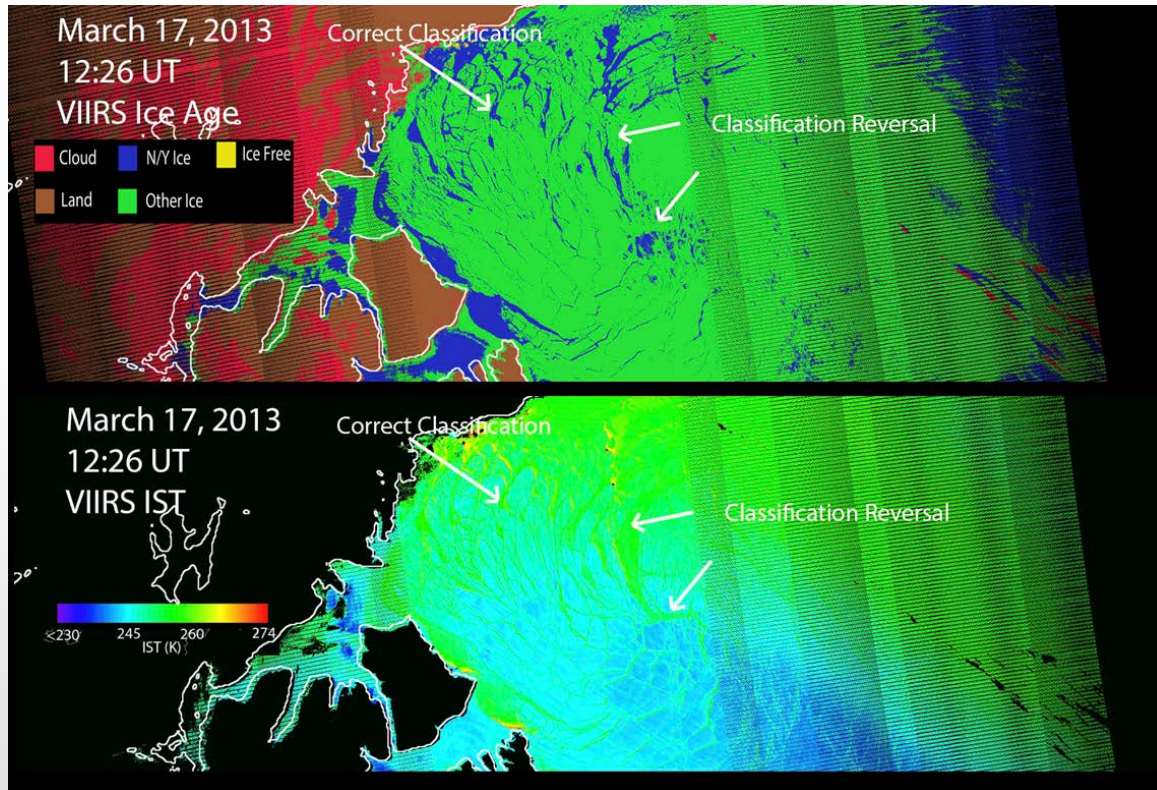 March 17, 2013
12:26 UT
VIIRS Ice Age
Correct Classification
Classification Reversal
Cloud N/Y Ice Ice Free
Land Other Ice
March 17, 2013
12:26 UT
VIIRS IST
Correct Classification
Classification Reversal
<230 245 260 274
IST (K)